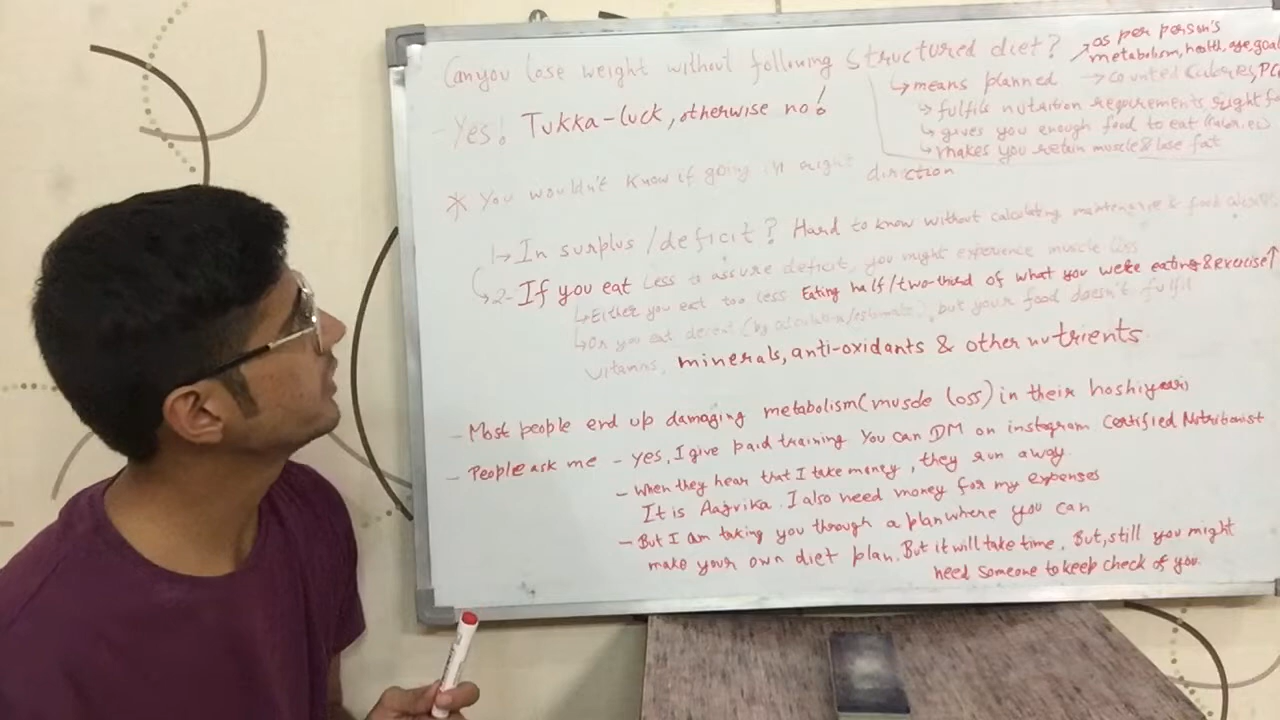 Can you lose weight without following structured diet?
- Yes! Tukka-luck, otherwise no!
↳ means planned
↗ as per person's
metabolism, health, age, goal
→ counted calories,
↳ fulfils nutrition requirements right
↳ gives you enough food to eat
↳ makes you retain muscle & lose fat
* You wouldn't know if going in right direction
1→ In surplus/deficit? Hard to know without calculating maintenance & food
↳ 2- If you eat less to assure deficit, you might experience muscle loss
↳ Either you eat too less Eating half/two-third of what you were eating & exercise↑
↳ Or you eat decent (by calculation/estimate), but your food doesn't fulfil
vitamins, minerals, anti-oxidants & other nutrients.
- Most people end up damaging metabolism (muscle loss) in their hoshiyari
- People ask me - Yes, I give paid training You can DM on instagram Certified Nutritionist
- When they hear that I take money, they run away.
It is Aajivika. I also need money for my expenses
- But I am taking you through a plan where you can
make your own diet plan. But it will take time. But, still you might
need someone to keep check of you.